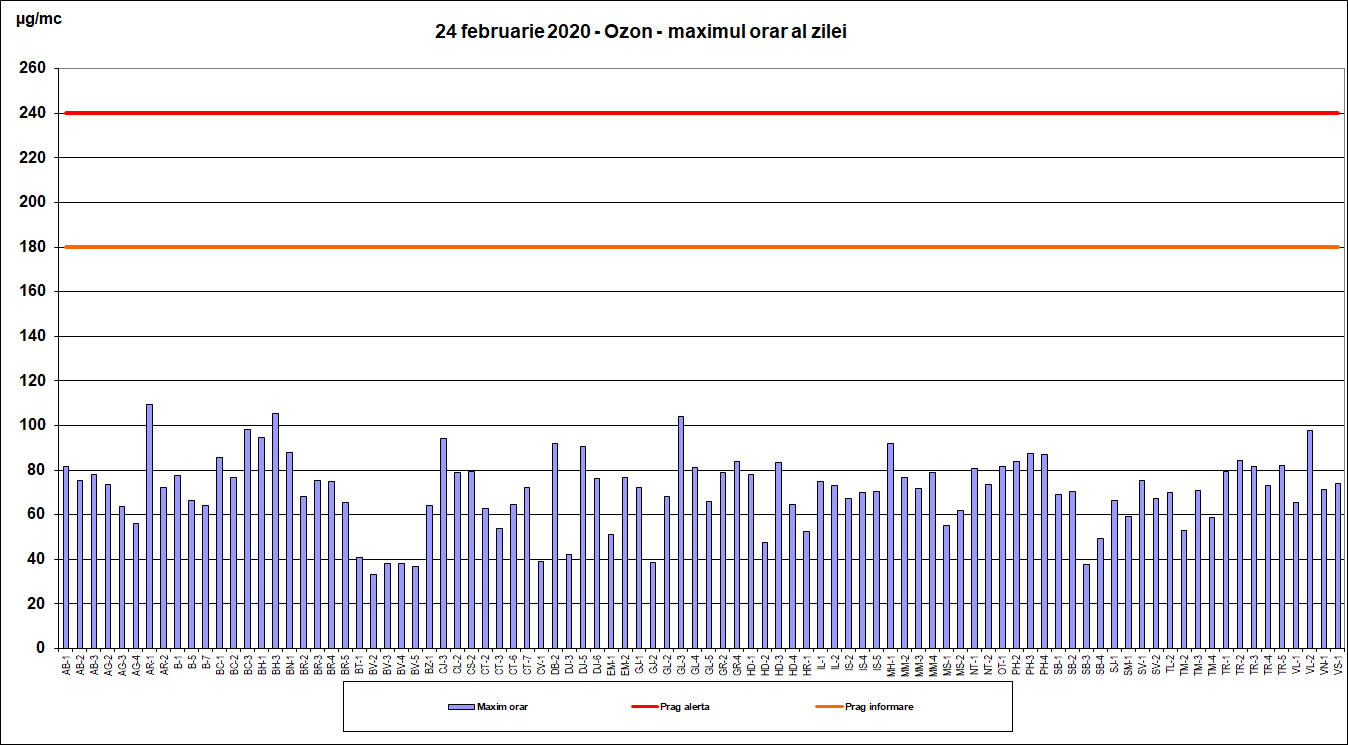 µg/mc
24 februarie 2020 - Ozon - maximul orar al zilei
260
240
220
200
180
160
140
120
100
80
60
40
20
0
AB-1
AB-2
AB-3
AG-2
AG-3
AG-4
AR-1
AR-2
B-1
B-5
B-7
BC-1
BC-2
BC-3
BH-1
BH-3
BN-1
BR-2
BR-3
BR-5
BT-1
BV-2
BV-3
BV-4
BV-5
BZ-1
CJ-3
CL-2
CS-2
CT-2
CT-3
CT-6
CT-7
CV-1
DB-2
DJ-3
DJ-5
DJ-6
EM-1
EM-2
GJ-1
GJ-2
GL-2
GL-3
GL-4
GL-5
GR-2
GR-4
HD-1
HD-2
HD-3
HD-4
HR-1
IL-1
IL-2
IS-2
IS-4
IS-5
MH-1
MM-2
MM-3
MM-4
MS-1
MS-2
NT-1
NT-2
OT-1
PH-2
PH-3
PH-4
SB-1
SB-2
SB-3
SB-4
SJ-1
SM-1
SV-1
SV-2
TL-2
TM-2
TM-3
TM-4
TR-1
TR-2
TR-3
TR-4
TR-5
VL-1
VL-2
VN-1
VS-1
Maxim orar
Prag alerta
Prag informare